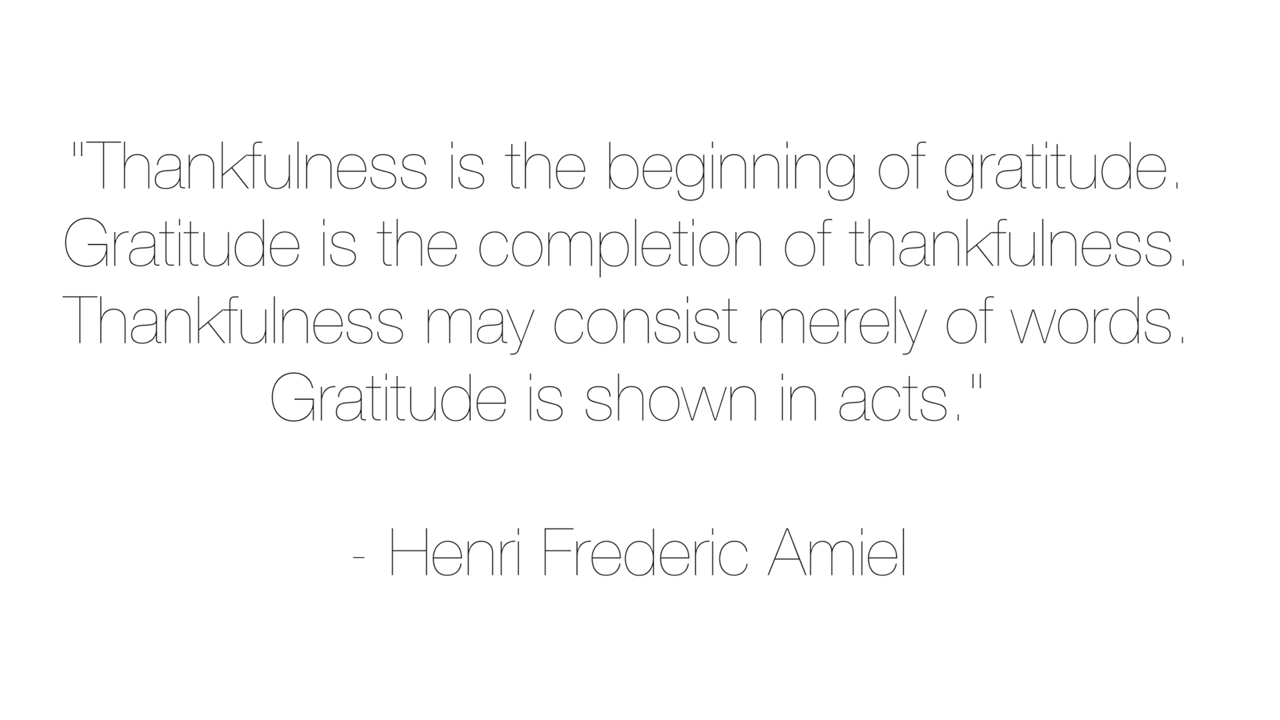 "Thankfulness is the beginning of gratitude.
Gratitude is the completion of thankfulness.
Thankfulness may consist merely of words.
Gratitude is shown in acts."
- Henri Frederic Amiel